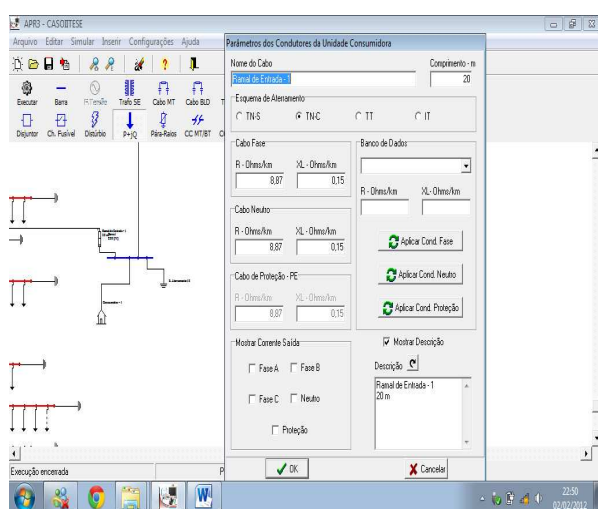 APR3 - CASOIITESE
Arquivo Editar Simular Inserir Configurações Ajuda
Executar Barra Trafo SE Cabo MT Cabo BLD
Disjuntor Ch. Fusível Distúrbio P+jQ Pára-Raios CC MT/BT
Parâmetros dos Condutores da Unidade Consumidora
Nome do Cabo Comprimento - m
Ramal de Entrada - 1 20
Esquema de Aterramento
TN-S TN-C TT IT
Cabo Fase
R - Ohms/km XL - Ohms/km
8,87 0,15
Cabo Neutro
R - Ohms/km XL - Ohms/km
8,87 0,15
Cabo de Proteção - PE
R - Ohms/km XL - Ohms/km
8,87 0,15
Banco de Dados
R - Ohms/km XL - Ohms/km
Aplicar Cond. Fase
Aplicar Cond. Neutro
Aplicar Cond. Proteção
Mostrar Corrente Saída
Fase A Fase B
Fase C Neutro
Proteção
Mostrar Descrição
Descrição
Ramal de Entrada - 1
20 m
OK Cancelar
Execução encerrada P
22:50
02/02/2012